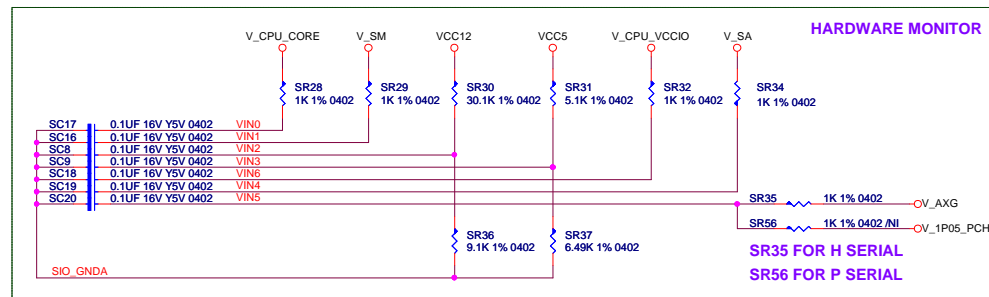 HARDWARE MONITOR
V_CPU_CORE V_SM VCC12 VCC5 V_CPU_VCCIO V_SA
SR28 SR29 SR30 SR31 SR32 SR34
1K 1% 0402 1K 1% 0402 30.1K 1% 0402 5.1K 1% 0402 1K 1% 0402 1K 1% 0402
SC17 0.1UF 16V Y5V 0402 VIN0
SC16 0.1UF 16V Y5V 0402 VIN1
SC8 0.1UF 16V Y5V 0402 VIN2
SC9 0.1UF 16V Y5V 0402 VIN3
SC18 0.1UF 16V Y5V 0402 VIN6
SC19 0.1UF 16V Y5V 0402 VIN4
SC20 0.1UF 16V Y5V 0402 VIN5
SR35 1K 1% 0402 V_AXG
SR56 1K 1% 0402 /NI V_1P05_PCH
SR36 SR37
9.1K 1% 0402 6.49K 1% 0402
SR35 FOR H SERIAL
SR56 FOR P SERIAL
SIO_GNDA